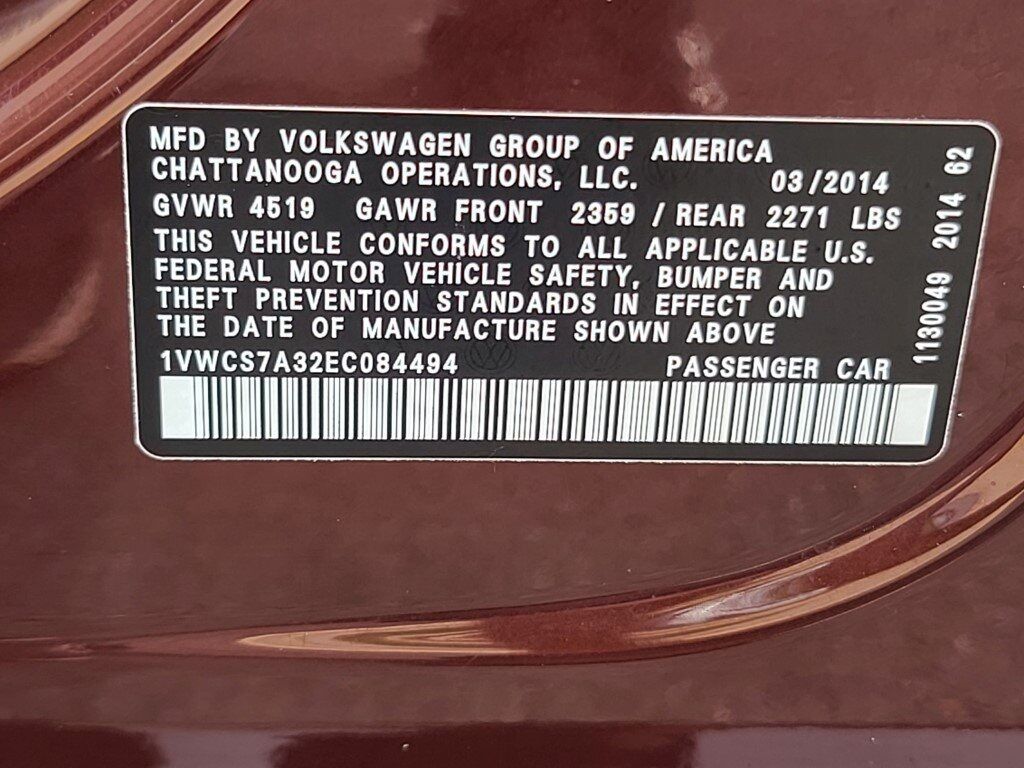 MFD BY VOLKSWAGEN GROUP OF AMERICA
CHATTANOOGA OPERATIONS, LLC. 03/2014
GVWR 4519 GAWR FRONT 2359 / REAR 2271 LBS
THIS VEHICLE CONFORMS TO ALL APPLICABLE U.S.
FEDERAL MOTOR VEHICLE SAFETY, BUMPER AND
THEFT PREVENTION STANDARDS IN EFFECT ON
THE DATE OF MANUFACTURE SHOWN ABOVE
1VWCS7A32EC084494 PASSENGER CAR
1130049 2014 62